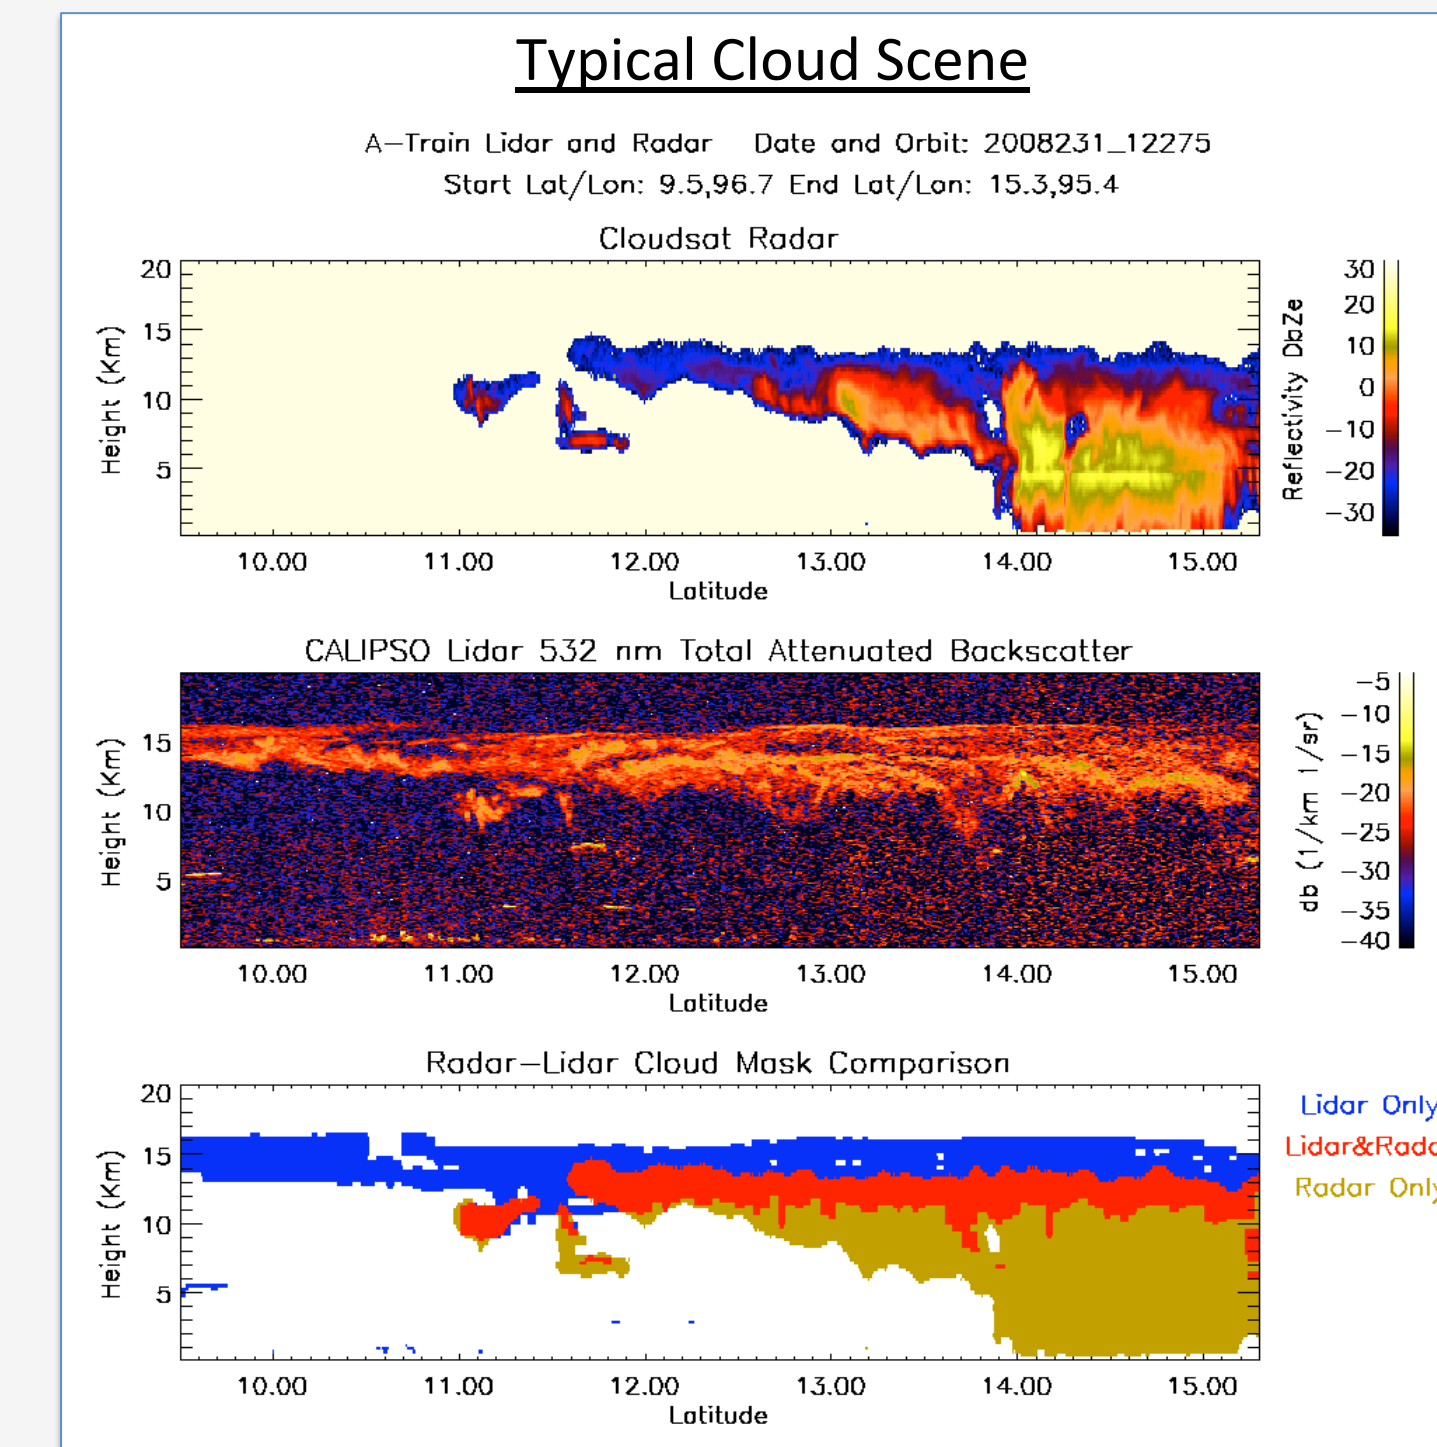 Typical Cloud Scene
A-Train Lidar and Radar Date and Orbit: 2008231_12275
Start Lat/Lon: 9.5,96.7 End Lat/Lon: 15.3,95.4
Cloudsat Radar
20
15
10
5
Height (Km)
10.00 11.00 12.00 13.00 14.00 15.00
Latitude
Reflectivity DbZe
30
20
10
0
-10
-20
-30
CALIPSO Lidar 532 nm Total Attenuated Backscatter
15
10
5
Height (Km)
10.00 11.00 12.00 13.00 14.00 15.00
Latitude
db (1/km 1/sr)
-5
-10
-15
-20
-25
-30
-35
-40
Radar-Lidar Cloud Mask Comparison
20
15
10
5
Height (Km)
10.00 11.00 12.00 13.00 14.00 15.00
Latitude
Lidar Only
Lidar&Rada
Radar Only